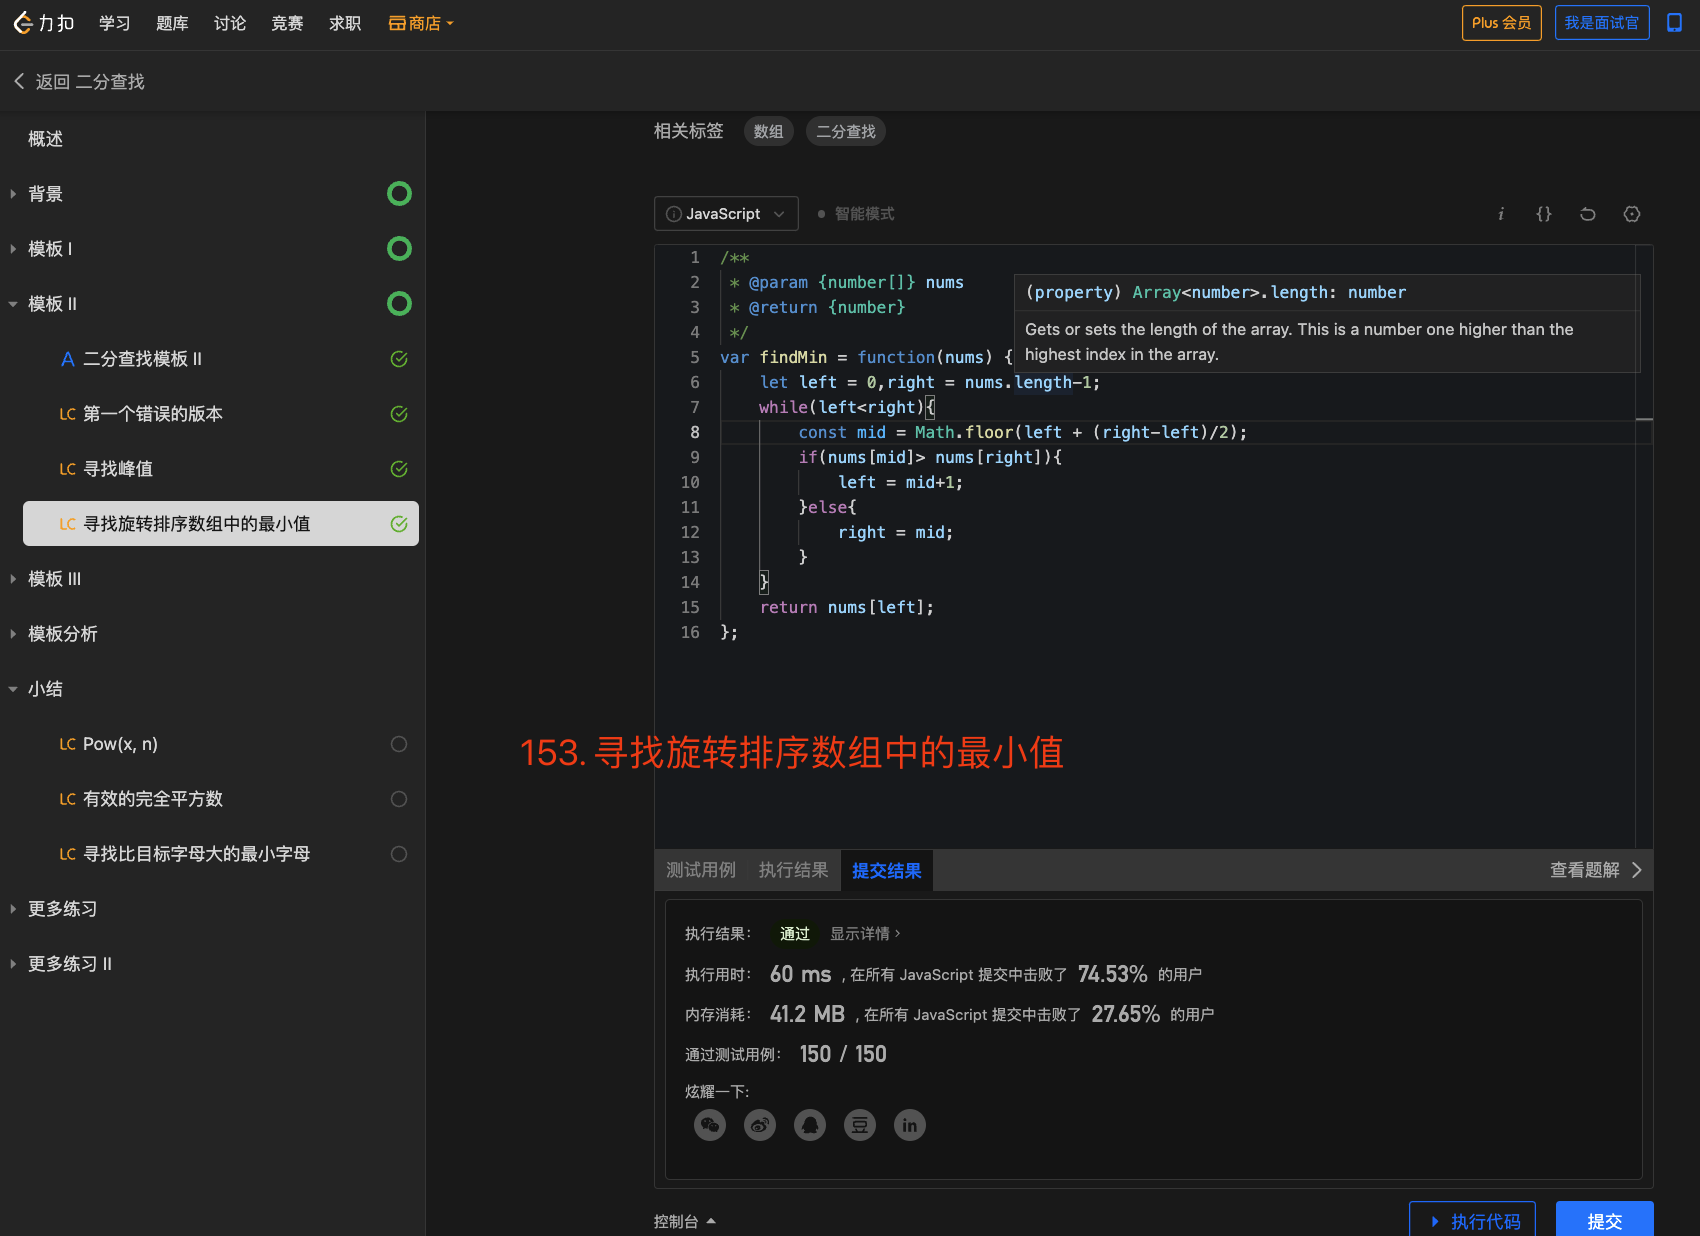 力扣 学习 题库 讨论 竞赛 求职 商店 Plus 会员 我是面试官
返回 二分查找
概述
背景
模板 I
模板 II
A 二分查找模板 II
LC 第一个错误的版本
LC 寻找峰值
LC 寻找旋转排序数组中的最小值
模板 III
模板分析
小结
LC Pow(x, n)
LC 有效的完全平方数
LC 寻找比目标字母大的最小字母
更多练习
更多练习 II
相关标签 数组 二分查找
JavaScript 智能模式 i {}
1 /**
2 * @param {number[]} nums
3 * @return {number}
4 */
5 var findMin = function(nums) {
(property) Array<number>.length: number
Gets or sets the length of the array. This is a number one higher than the
highest index in the array.
6 let left = 0,right = nums.length-1;
7 while(left<right){
8 const mid = Math.floor(left + (right-left)/2);
9 if(nums[mid]> nums[right]){
10 left = mid+1;
11 }else{
12 right = mid;
13 }
14 }
15 return nums[left];
16 };
153. 寻找旋转排序数组中的最小值
测试用例 执行结果 提交结果 查看题解
执行结果： 通过 显示详情
执行用时： 60 ms , 在所有 JavaScript 提交中击败了 74.53% 的用户
内存消耗： 41.2 MB , 在所有 JavaScript 提交中击败了 27.65% 的用户
通过测试用例： 150 / 150
炫耀一下:
豆 in
控制台 执行代码 提交